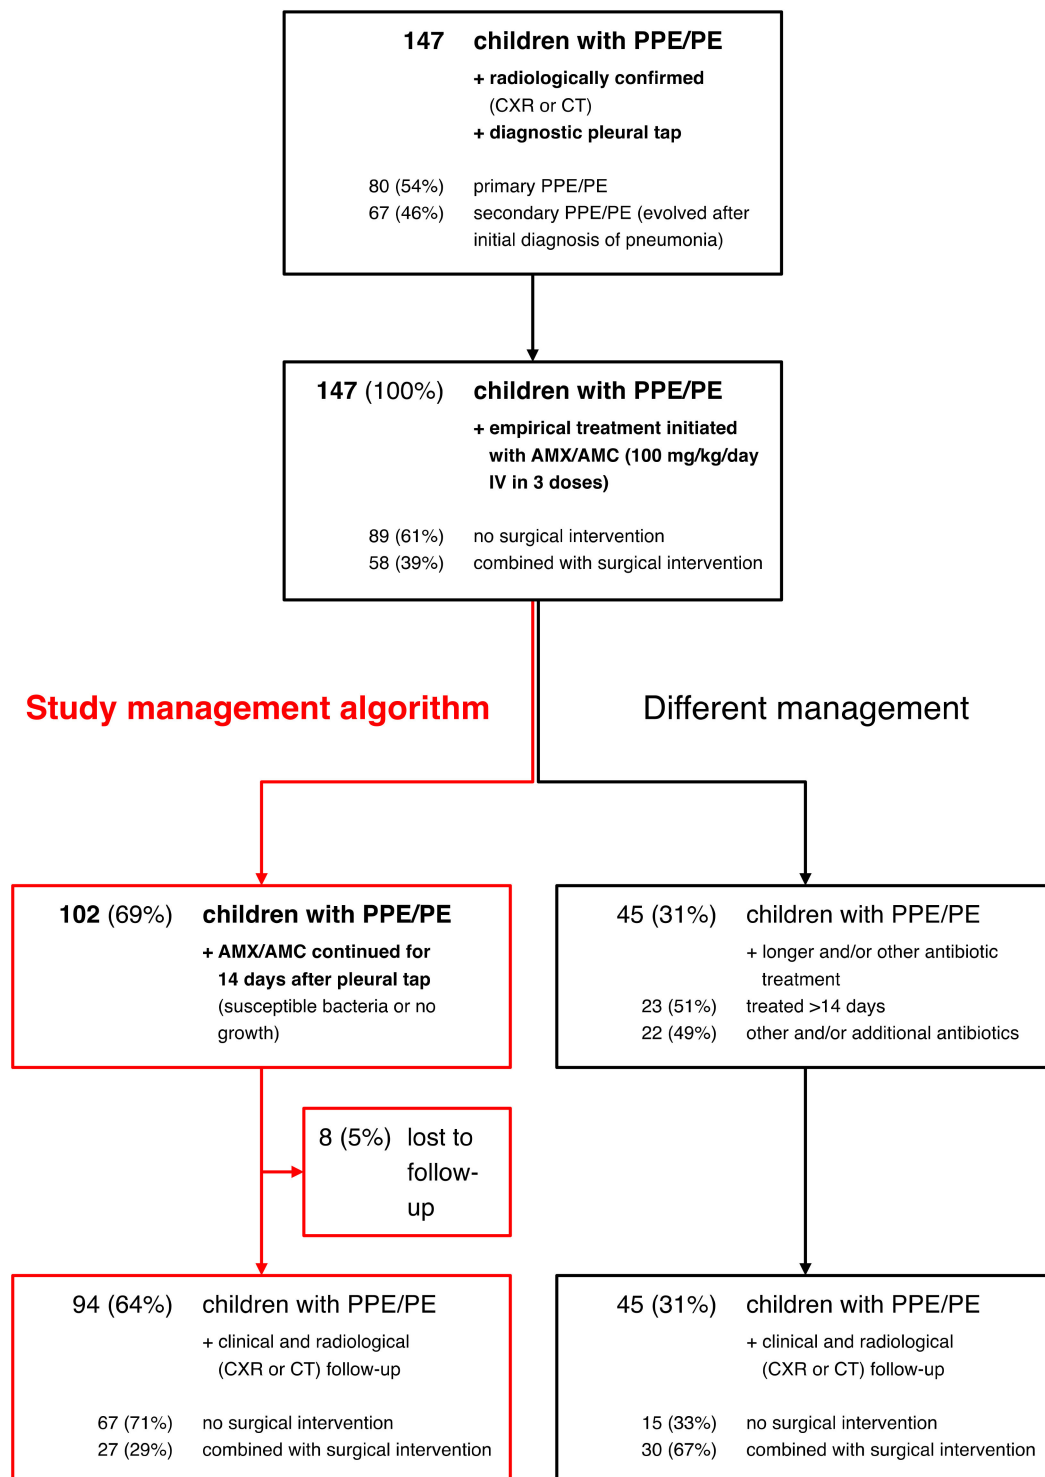 147 children with PPE/PE
+ radiologically confirmed
(CXR or CT)
+ diagnostic pleural tap
80 (54%) primary PPE/PE
67 (46%) secondary PPE/PE (evolved after
initial diagnosis of pneumonia)
147 (100%) children with PPE/PE
+ empirical treatment initiated
with AMX/AMC (100 mg/kg/day
IV in 3 doses)
89 (61%) no surgical intervention
58 (39%) combined with surgical intervention
Study management algorithm
Different management
102 (69%) children with PPE/PE
+ AMX/AMC continued for
14 days after pleural tap
(susceptible bacteria or no
growth)
45 (31%) children with PPE/PE
+ longer and/or other antibiotic
treatment
23 (51%) treated >14 days
22 (49%) other and/or additional antibiotics
8 (5%) lost to
follow-
up
94 (64%) children with PPE/PE
+ clinical and radiological
(CXR or CT) follow-up
67 (71%) no surgical intervention
27 (29%) combined with surgical intervention
45 (31%) children with PPE/PE
+ clinical and radiological
(CXR or CT) follow-up
15 (33%) no surgical intervention
30 (67%) combined with surgical intervention